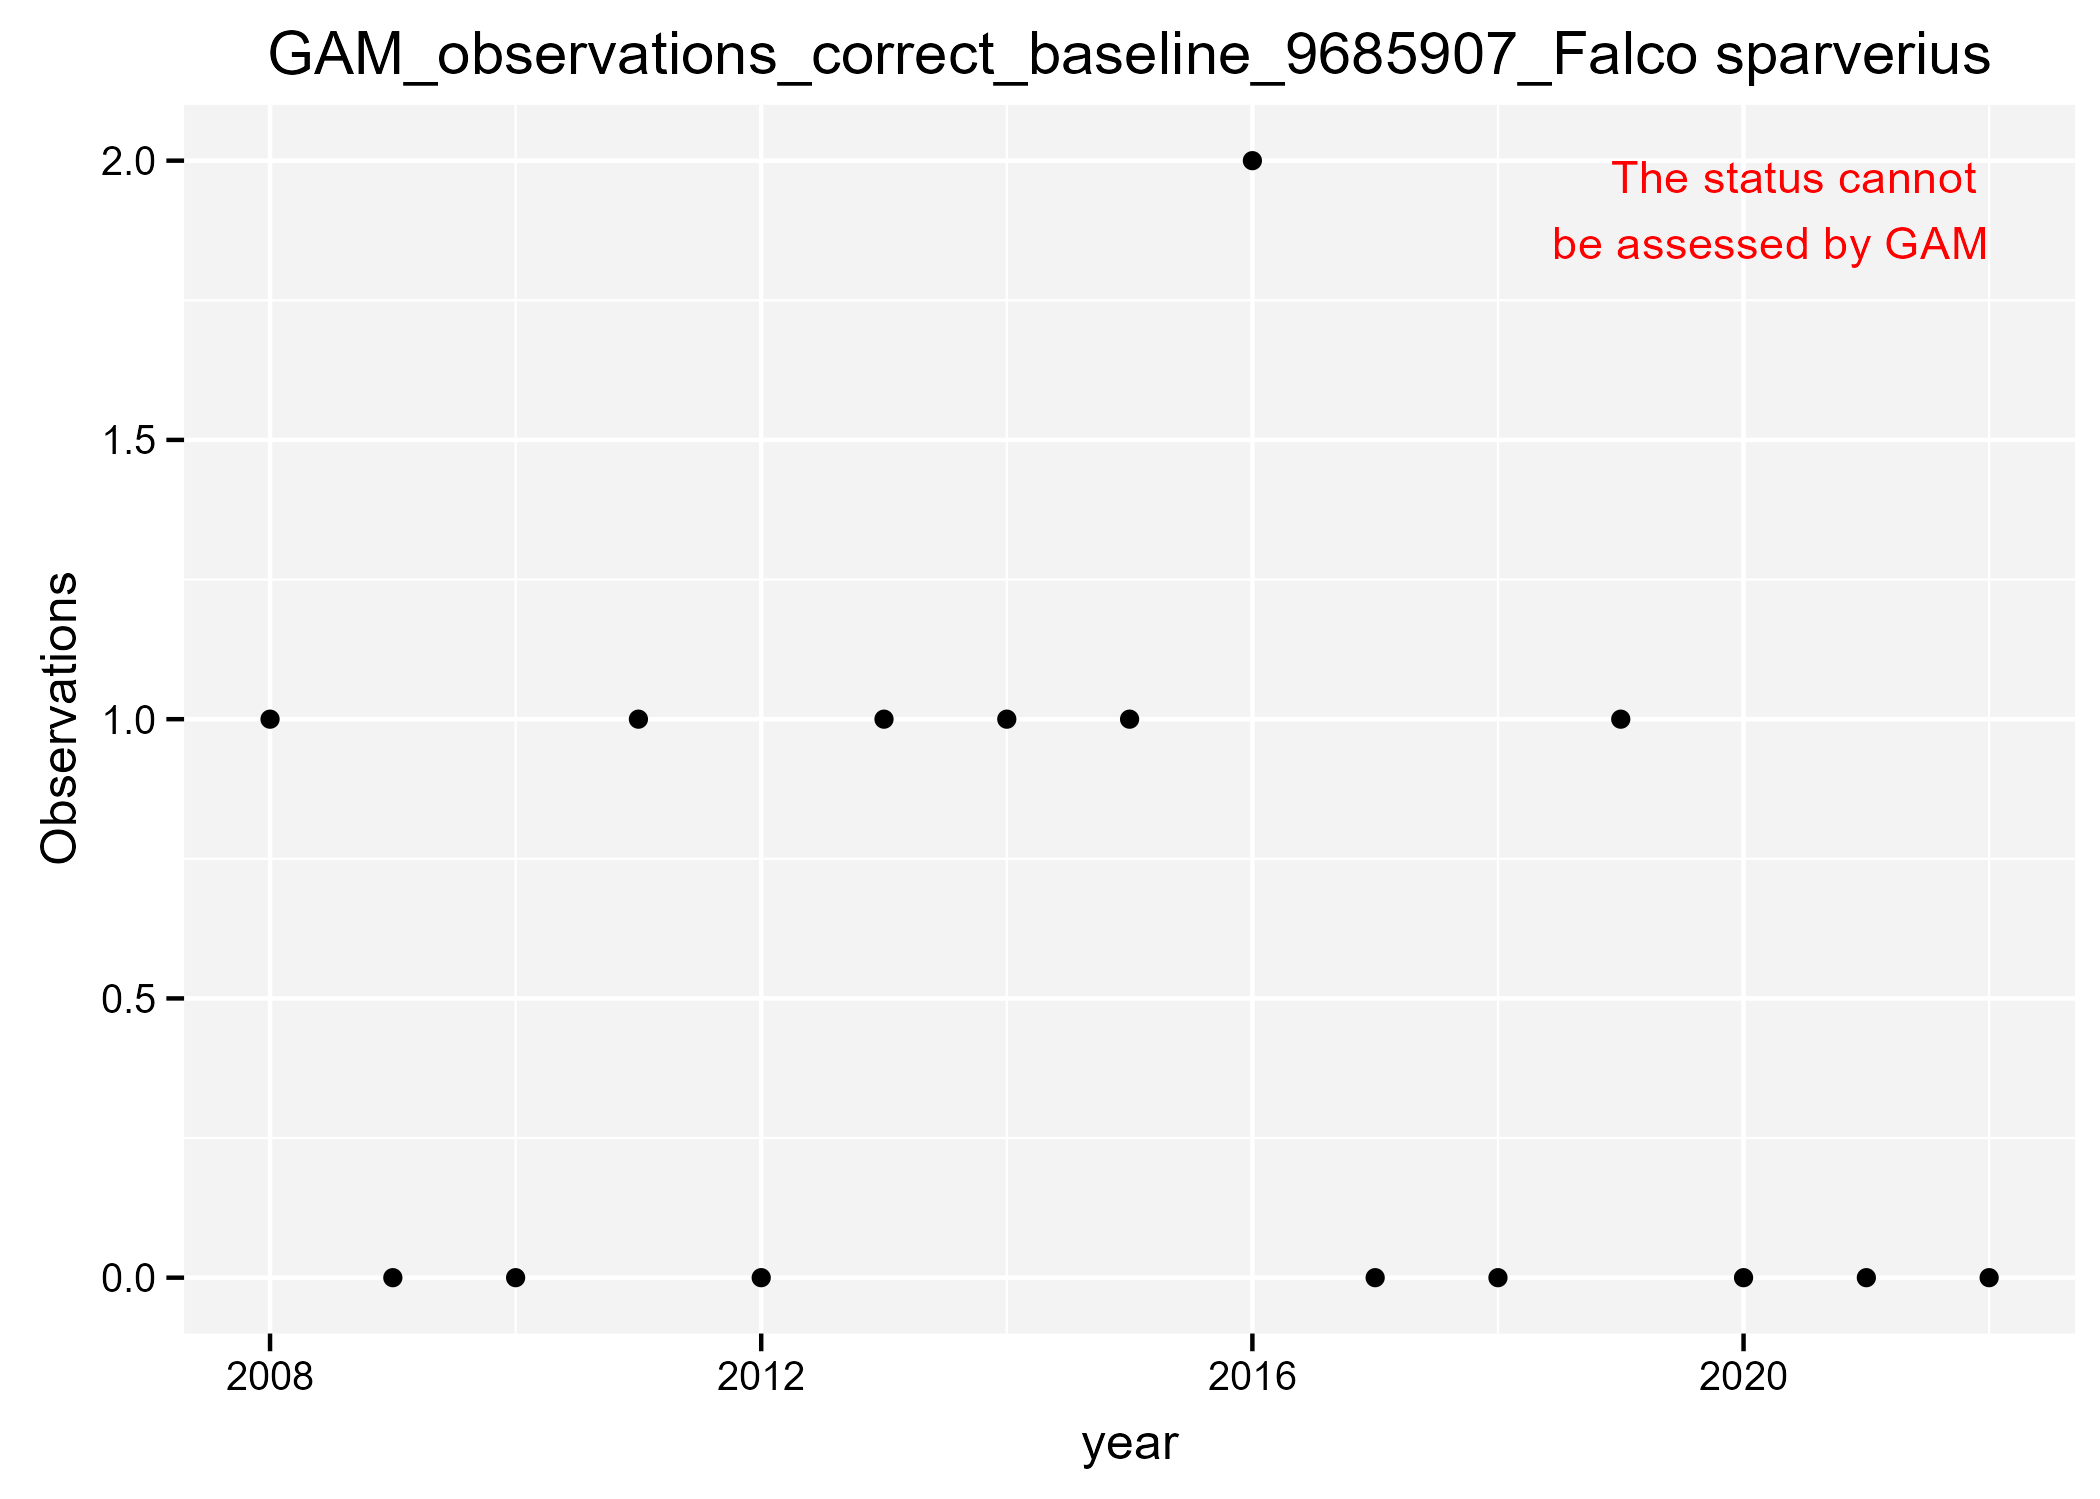 GAM_observations_correct_baseline_9685907_Falco sparverius
2.0
1.5
1.0
0.5
0.0
Observations
The status cannot
be assessed by GAM
2008 2012 2016 2020
year